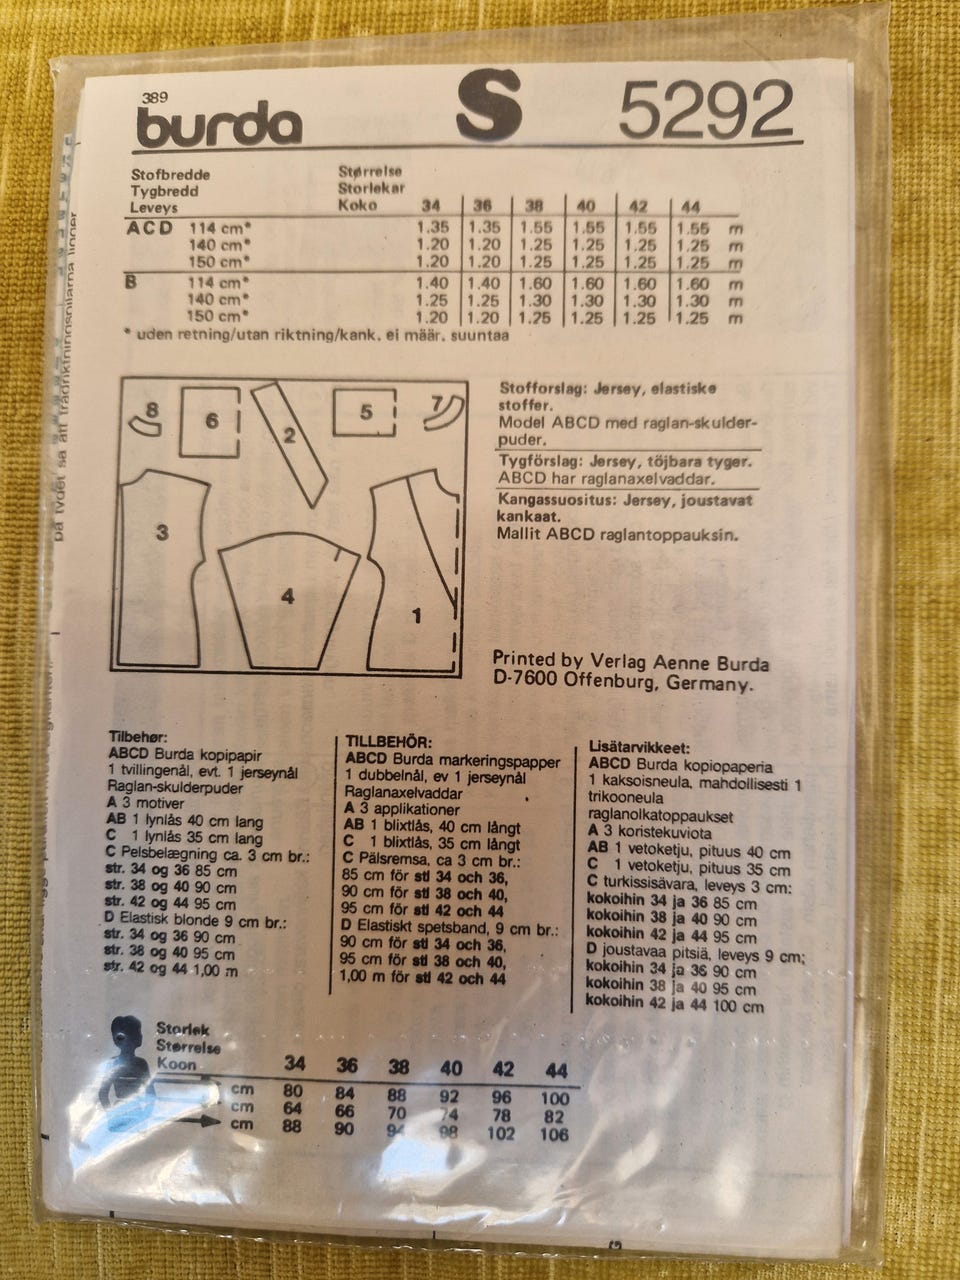 389
burda S 5292
Stofbredde Størrelse
Tygbredd Storlekar
Leveys Koko 34 36 38 40 42 44
ACD 114 cm* 1.35 1.35 1.55 1.55 1.55 1.55 m
140 cm* 1.20 1.20 1.25 1.25 1.25 1.25 m
150 cm* 1.20 1.20 1.25 1.25 1.25 1.25 m
B 114 cm* 1.40 1.40 1.60 1.60 1.60 1.60 m
140 cm* 1.25 1.25 1.30 1.30 1.30 1.30 m
150 cm* 1.20 1.20 1.25 1.25 1.25 1.25 m
* uden retning/utan riktning/kank. ei määr. suuntaa
8 6 2 5 7
3 4 1
Stofforslag: Jersey, elastiske
stoffer.
Model ABCD med raglan-skulder-
puder.
Tygförslag: Jersey, töjbara tyger.
ABCD har raglanaxelvaddar.
Kangassuositus: Jersey, joustavat
kankaat.
Mallit ABCD raglantoppauksin.
Printed by Verlag Aenne Burda
D-7600 Offenburg, Germany.
Tilbehør:
ABCD Burda kopipapir
1 tvillingenål, evt. 1 jerseynål
Raglan-skulderpuder
A 3 motiver
AB 1 lynlås 40 cm lang
C 1 lynlås 35 cm lang
C Pelsbelægning ca. 3 cm br.:
str. 34 og 36 85 cm
str. 38 og 40 90 cm
str. 42 og 44 95 cm
D Elastisk blonde 9 cm br.:
str. 34 og 36 90 cm
str. 38 og 40 95 cm
str. 42 og 44 1,00 m
TILLBEHÖR:
ABCD Burda markeringspapper
1 dubbelnål, ev 1 jerseynål
Raglanaxelvaddar
A 3 applikationer
AB 1 blixtlås, 40 cm långt
C 1 blixtlås, 35 cm långt
C Pälsremsa, ca 3 cm br.:
85 cm för stl 34 och 36,
90 cm för stl 38 och 40,
95 cm för stl 42 och 44
D Elastiskt spetsband, 9 cm br.:
90 cm för stl 34 och 36,
95 cm för stl 38 och 40,
1,00 m för stl 42 och 44
Lisätarvikkeet:
ABCD Burda kopiopaperia
1 kaksoisneula, mahdollisesti 1
trikooneula
raglanolkatoppaukset
A 3 koristekuviota
AB 1 vetoketju, pituus 40 cm
C 1 vetoketju, pituus 35 cm
C turkissisävara, leveys 3 cm:
kokoihin 34 ja 36 85 cm
kokoihin 38 ja 40 90 cm
kokoihin 42 ja 44 95 cm
D joustavaa pitsiä, leveys 9 cm;
kokoihin 34 ja 36 90 cm
kokoihin 38 ja 40 95 cm
kokoihin 42 ja 44 100 cm
Storlek
Størrelse
Koon 34 36 38 40 42 44
cm 80 84 88 92 96 100
cm 64 66 70 74 78 82
cm 88 90 94 98 102 106